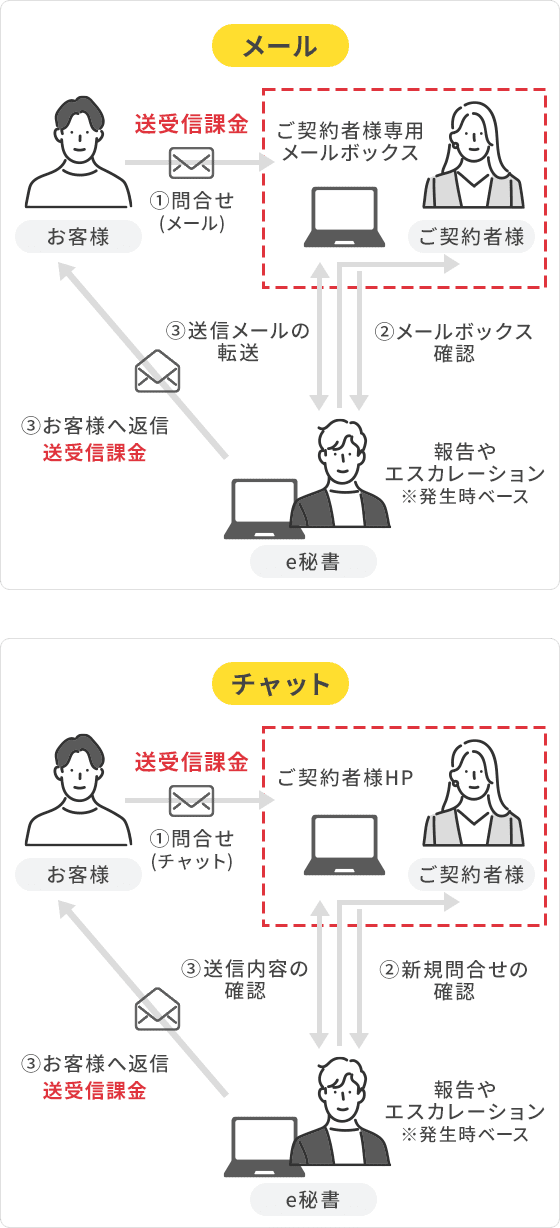 メール
送受信課金
ご契約者様専用
メールボックス
①問合せ
(メール)
お客様
ご契約者様
③送信メールの
転送
②メールボックス
確認
③お客様へ返信
送受信課金
報告や
エスカレーション
※発生時ベース
e秘書
チャット
送受信課金
ご契約者様HP
①問合せ
(チャット)
お客様
ご契約者様
③送信内容の
確認
②新規問合せの
確認
③お客様へ返信
送受信課金
報告や
エスカレーション
※発生時ベース
e秘書